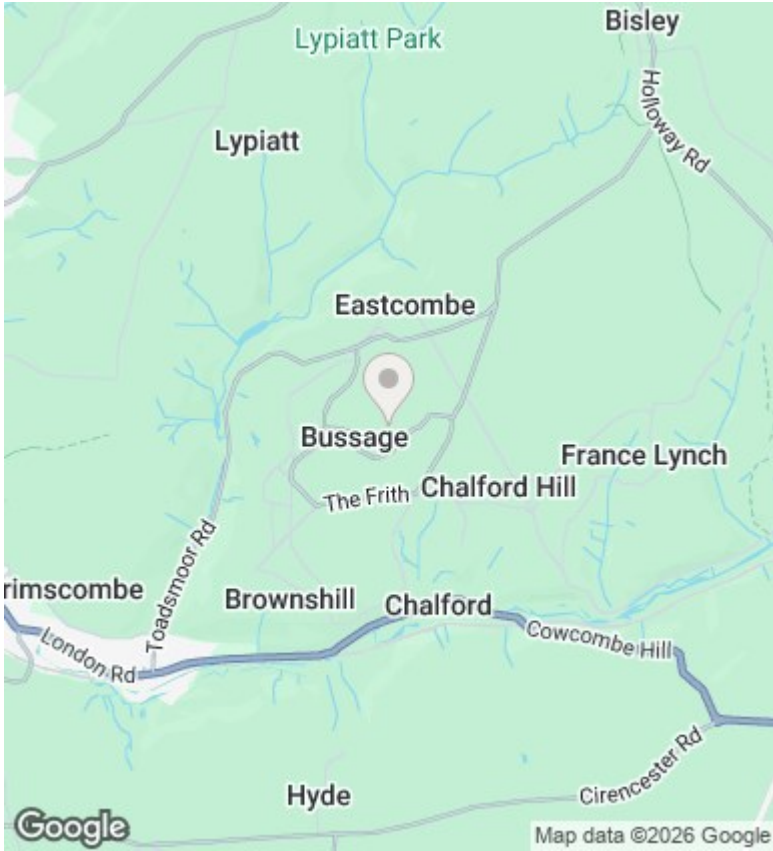 Bisley
Lypiatt Park
Holloway Rd
Lypiatt
Eastcombe
Bussage
France Lynch
Chalford Hill
The Frith
Toadsmoor Rd
rimscombe
Brownshill
Chalford
London Rd
Cowcombe Hill
Cirencester Rd
Hyde
Google
Map data ©2026 Google